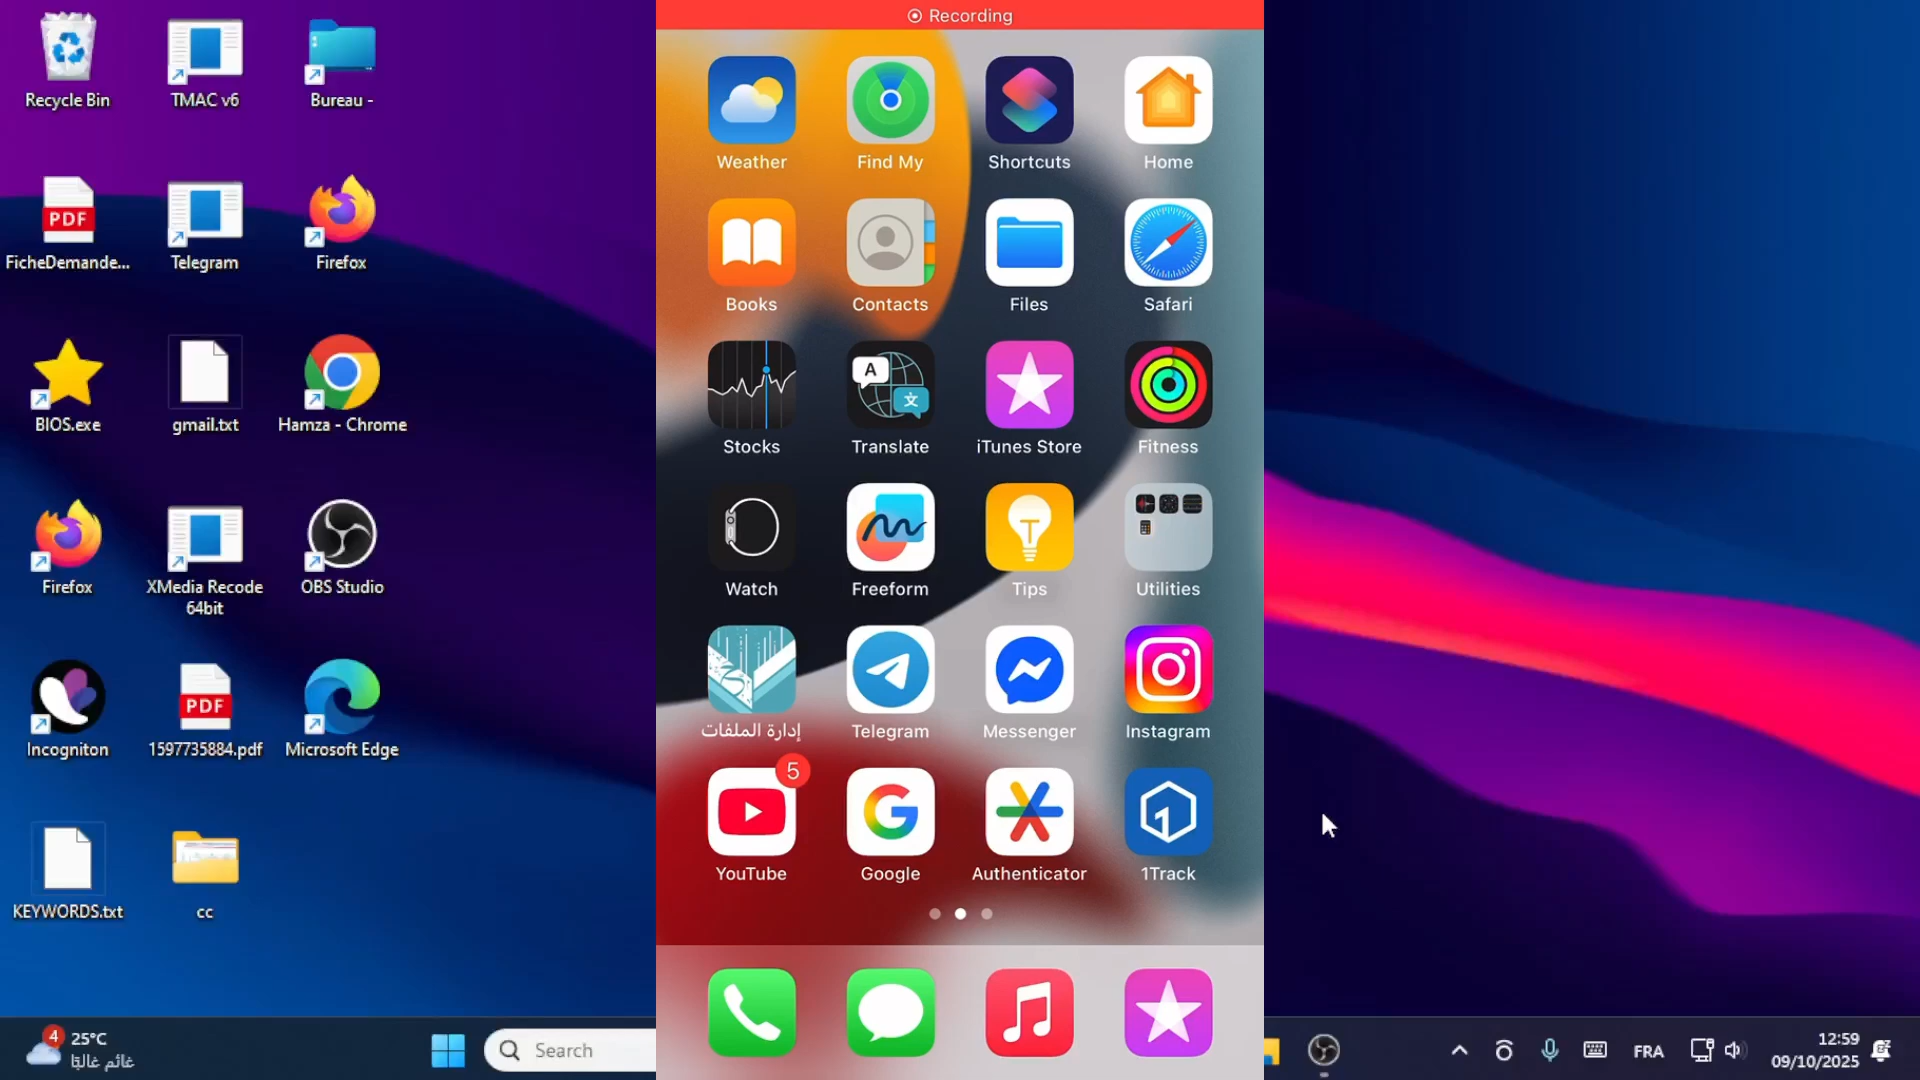 Recording
Recycle Bin
TMAC v6
Bureau -
PDF
FicheDemande...
Telegram
Firefox
BIOS.exe
gmail.txt
Hamza - Chrome
Firefox
XMedia Recode
64bit
OBS Studio
Incogniton
PDF
1597735884.pdf
Microsoft Edge
KEYWORDS.txt
cc
Weather
Find My
Shortcuts
Home
Books
Contacts
Files
Safari
A
文
Stocks
Translate
iTunes Store
Fitness
Watch
Freeform
Tips
Utilities
إدارة الملفات
Telegram
Messenger
Instagram
5
YouTube
Google
Authenticator
1Track
4
25°C
غائم غالبًا
Search
FRA
12:59
09/10/2025